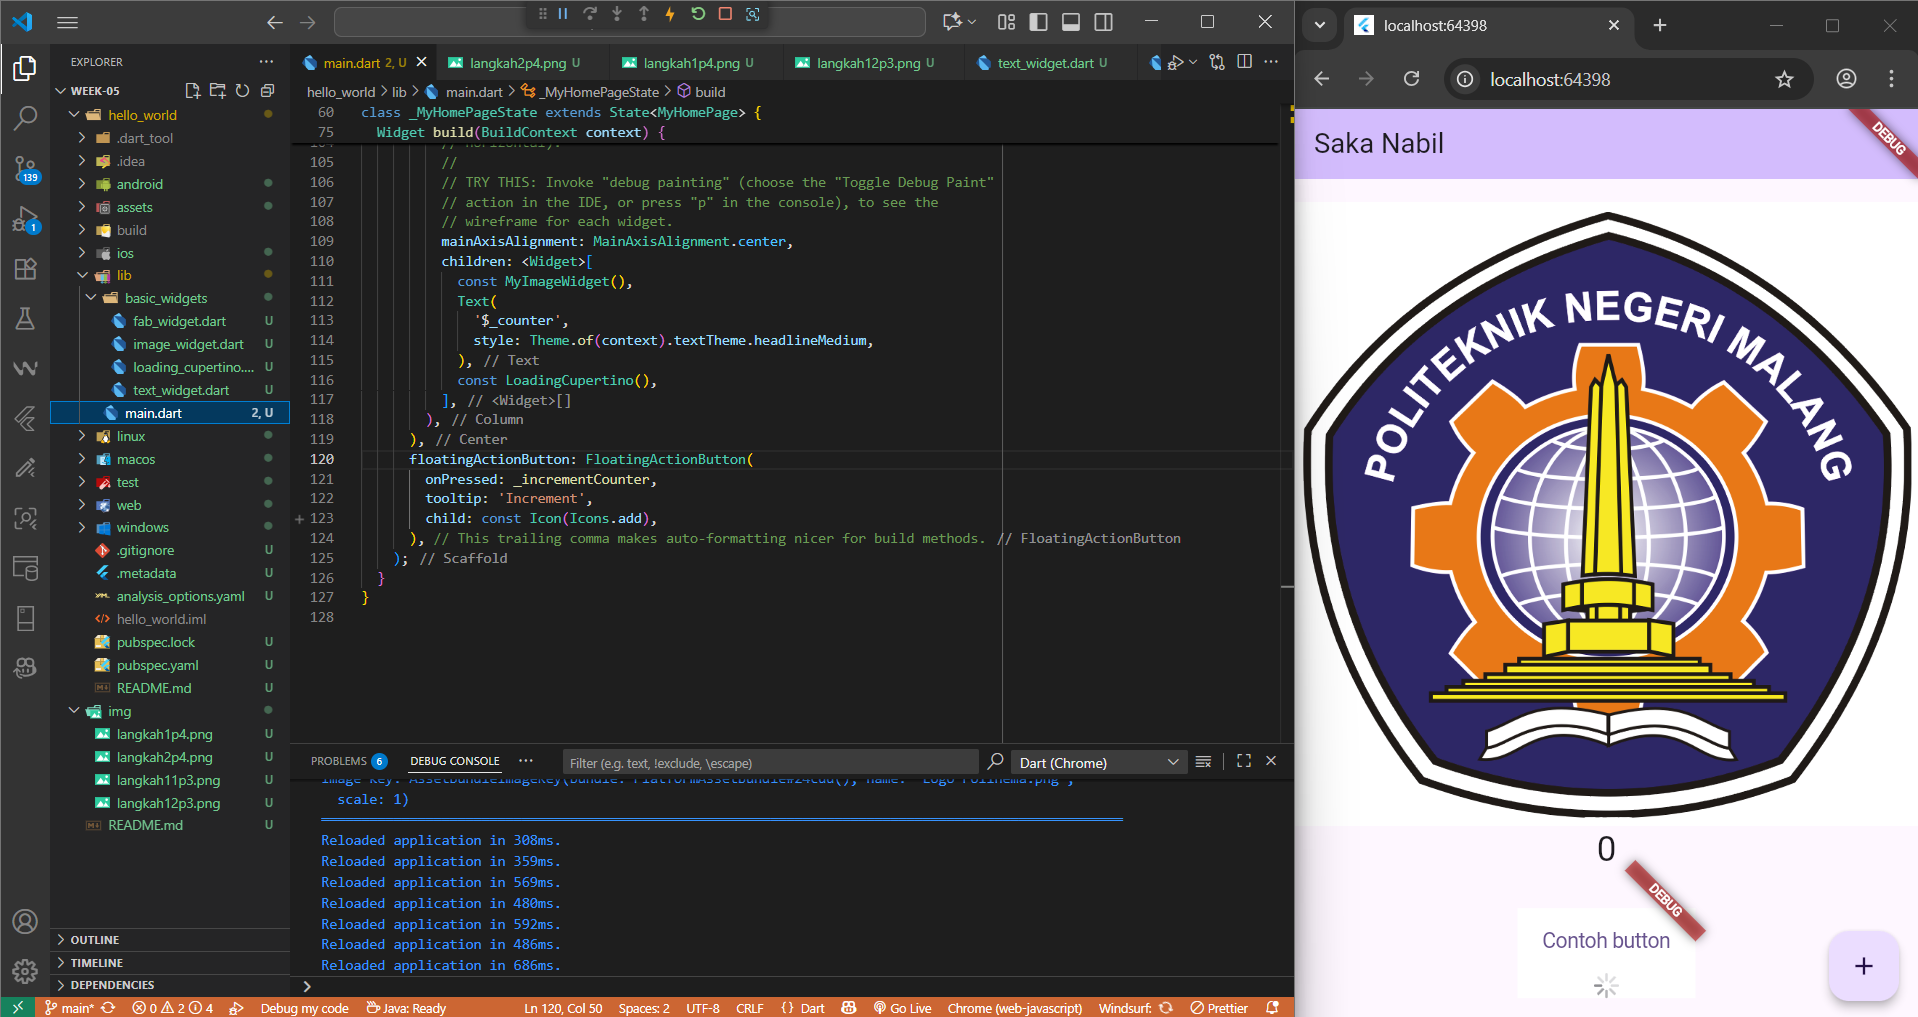 main.dart 2, U
langkah2p4.png U
langkah1p4.png U
langkah12p3.png U
text_widget.dart U
hello_world > lib > main.dart > _MyHomePageState > build
EXPLORER
WEEK-05
hello_world
.dart_tool
.idea
android
assets
build
ios
lib
basic_widgets
fab_widget.dart U
image_widget.dart U
loading_cupertino.... U
text_widget.dart U
main.dart 2, U
linux
macos
test
web
windows
.gitignore U
.metadata U
analysis_options.yaml U
hello_world.iml
pubspec.lock U
pubspec.yaml U
README.md U
img
langkah1p4.png U
langkah2p4.png U
langkah11p3.png U
langkah12p3.png U
README.md U
OUTLINE
TIMELINE
DEPENDENCIES
139
1
60 class _MyHomePageState extends State<MyHomePage> {
75 Widget build(BuildContext context) {
104 // horizontal).
105 //
106 // TRY THIS: Invoke "debug painting" (choose the "Toggle Debug Paint"
107 // action in the IDE, or press "p" in the console), to see the
108 // wireframe for each widget.
109 mainAxisAlignment: MainAxisAlignment.center,
110 children: <Widget>[
111 const MyImageWidget(),
112 Text(
113 '$_counter',
114 style: Theme.of(context).textTheme.headlineMedium,
115 ), // Text
116 const LoadingCupertino(),
117 ], // <Widget>[]
118 ), // Column
119 ), // Center
120 floatingActionButton: FloatingActionButton(
121 onPressed: _incrementCounter,
122 tooltip: 'Increment',
123 child: const Icon(Icons.add),
124 ), // This trailing comma makes auto-formatting nicer for build methods. // FloatingActionButton
125 ); // Scaffold
126 }
127 }
128
PROBLEMS 6
DEBUG CONSOLE
Filter (e.g. text, !exclude, \escape)
Dart (Chrome)
scale: 1)
Reloaded application in 308ms.
Reloaded application in 359ms.
Reloaded application in 569ms.
Reloaded application in 480ms.
Reloaded application in 592ms.
Reloaded application in 486ms.
Reloaded application in 686ms.
main* 0 2 4 Debug my code Java: Ready Ln 120, Col 50 Spaces: 2 UTF-8 CRLF {} Dart Go Live Chrome (web-javascript) Windsurf: Prettier
localhost:64398
localhost:64398
Saka Nabil
DEBUG
POLITEKNIK NEGERI MALANG
0
DEBUG
Contoh button
+